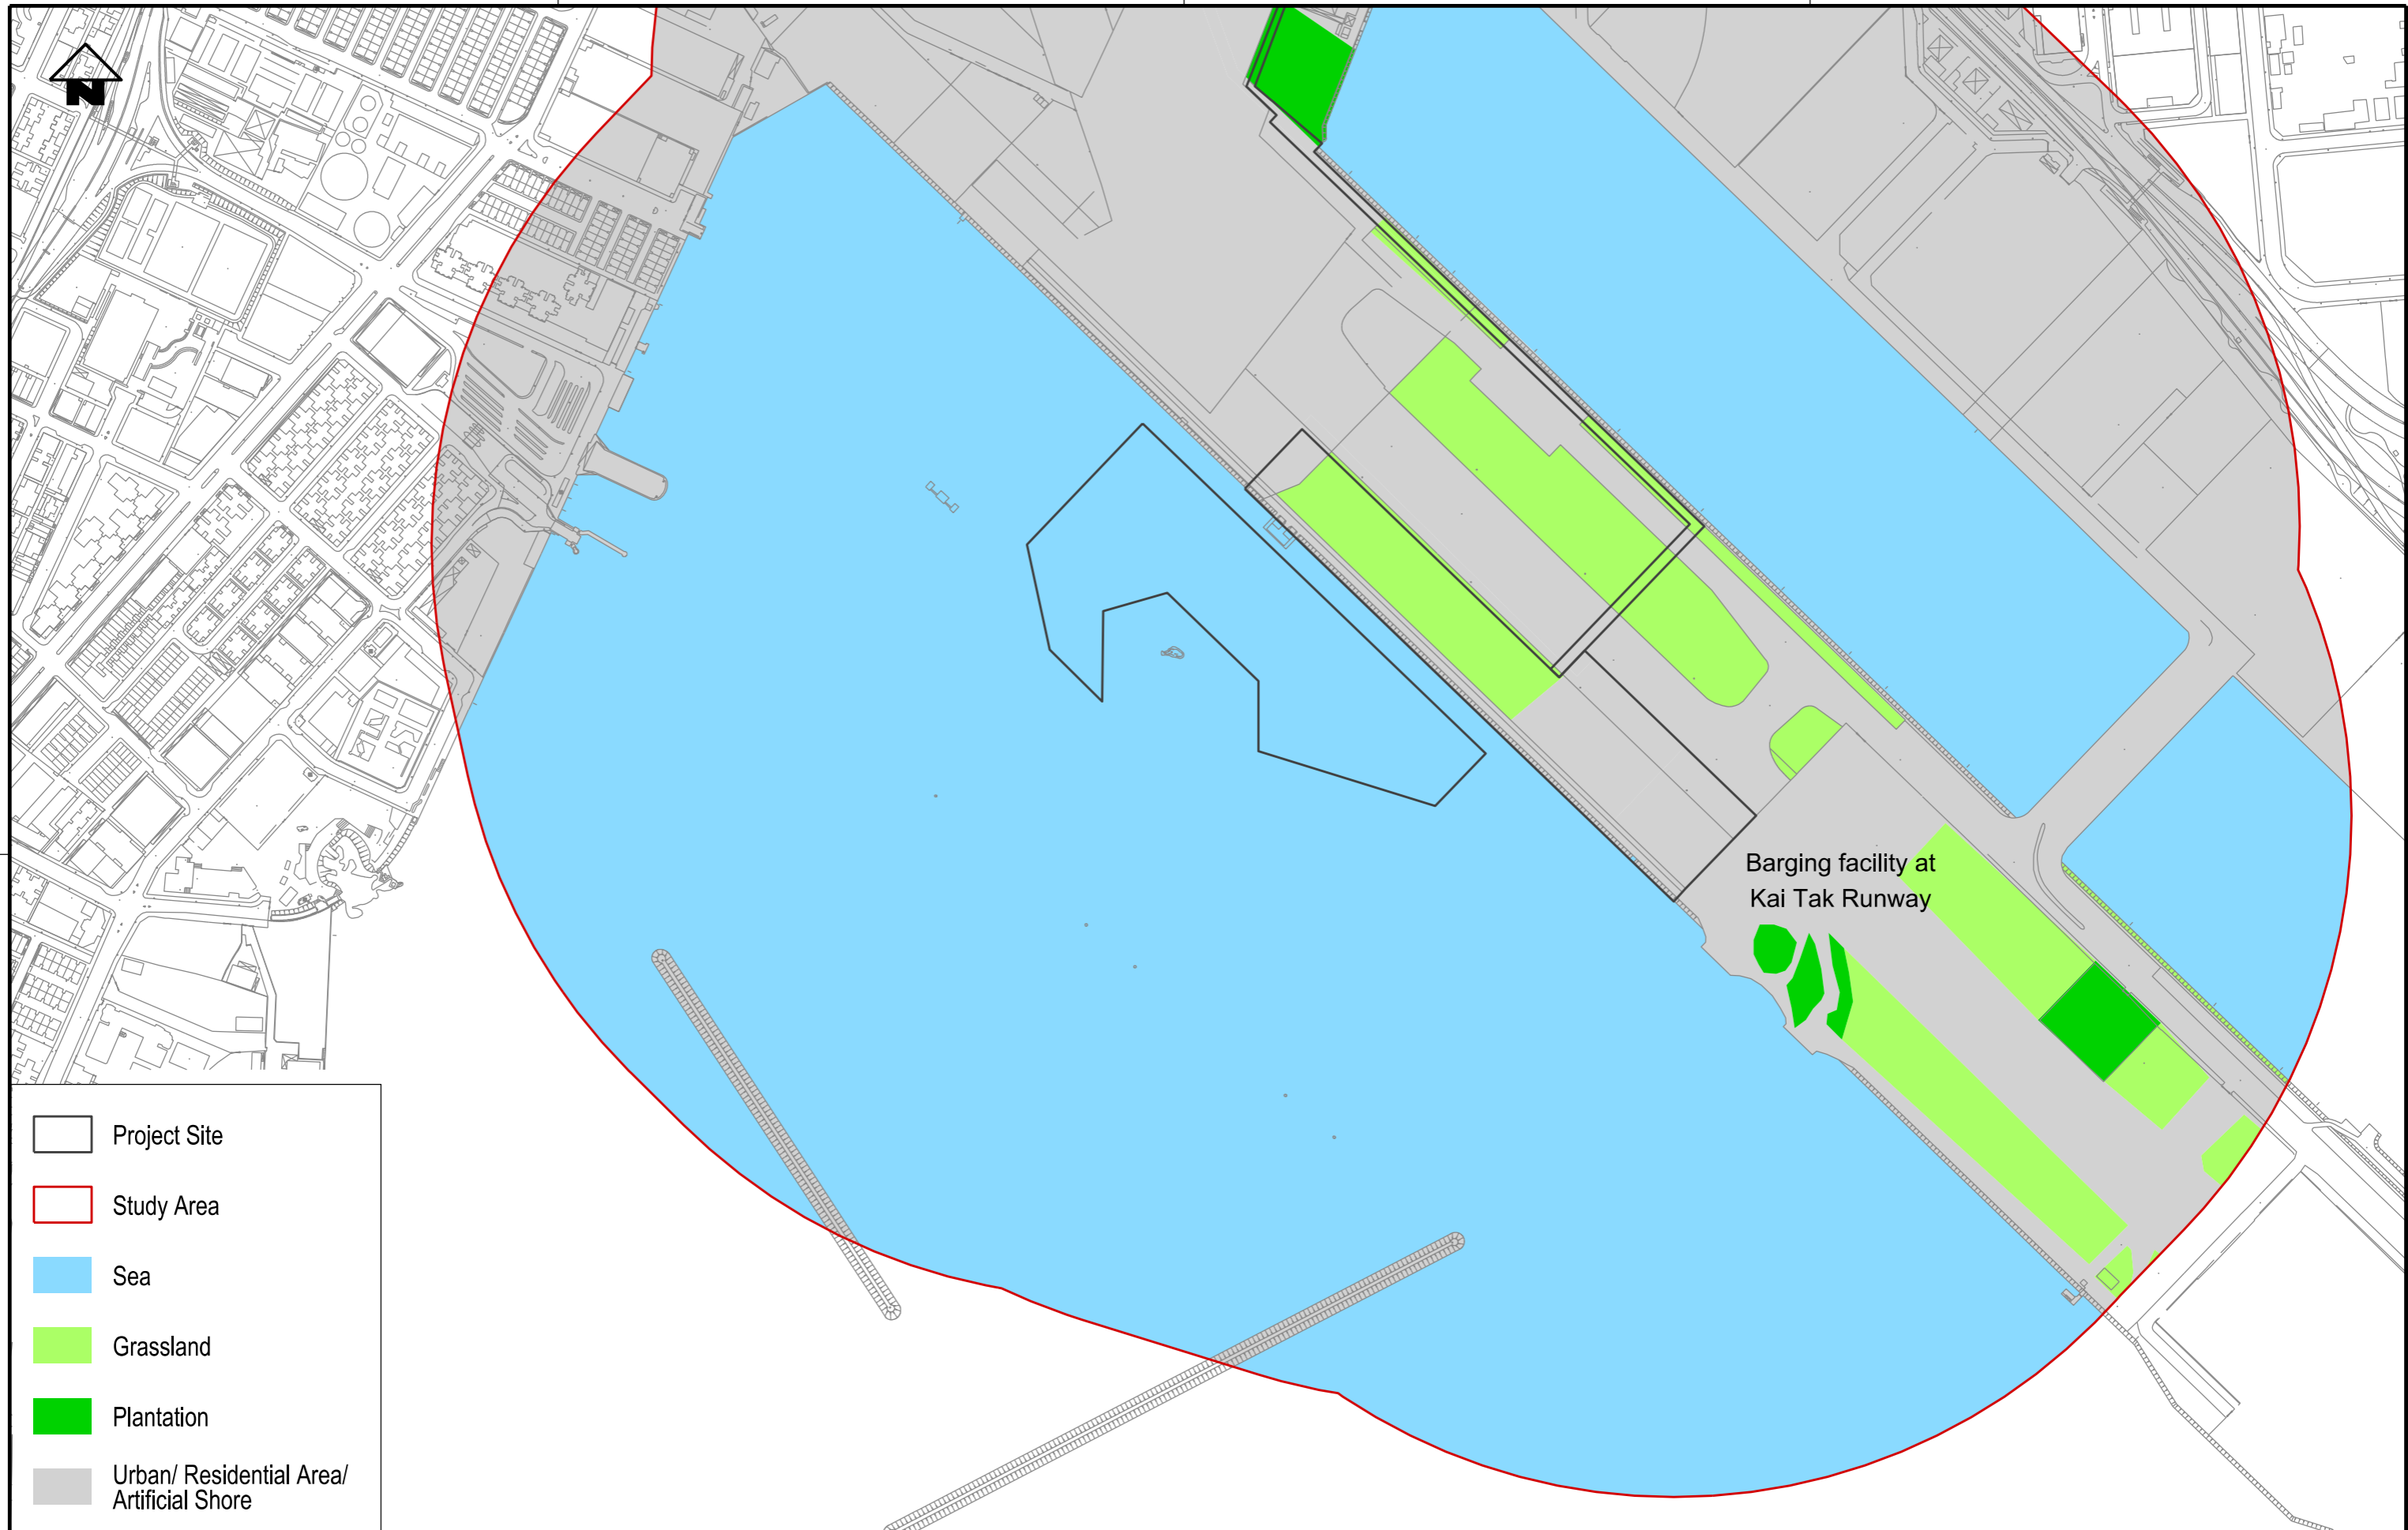 N
Barging facility at
Kai Tak Runway
Project Site
Study Area
Sea
Grassland
Plantation
Urban/ Residential Area/
Artificial Shore